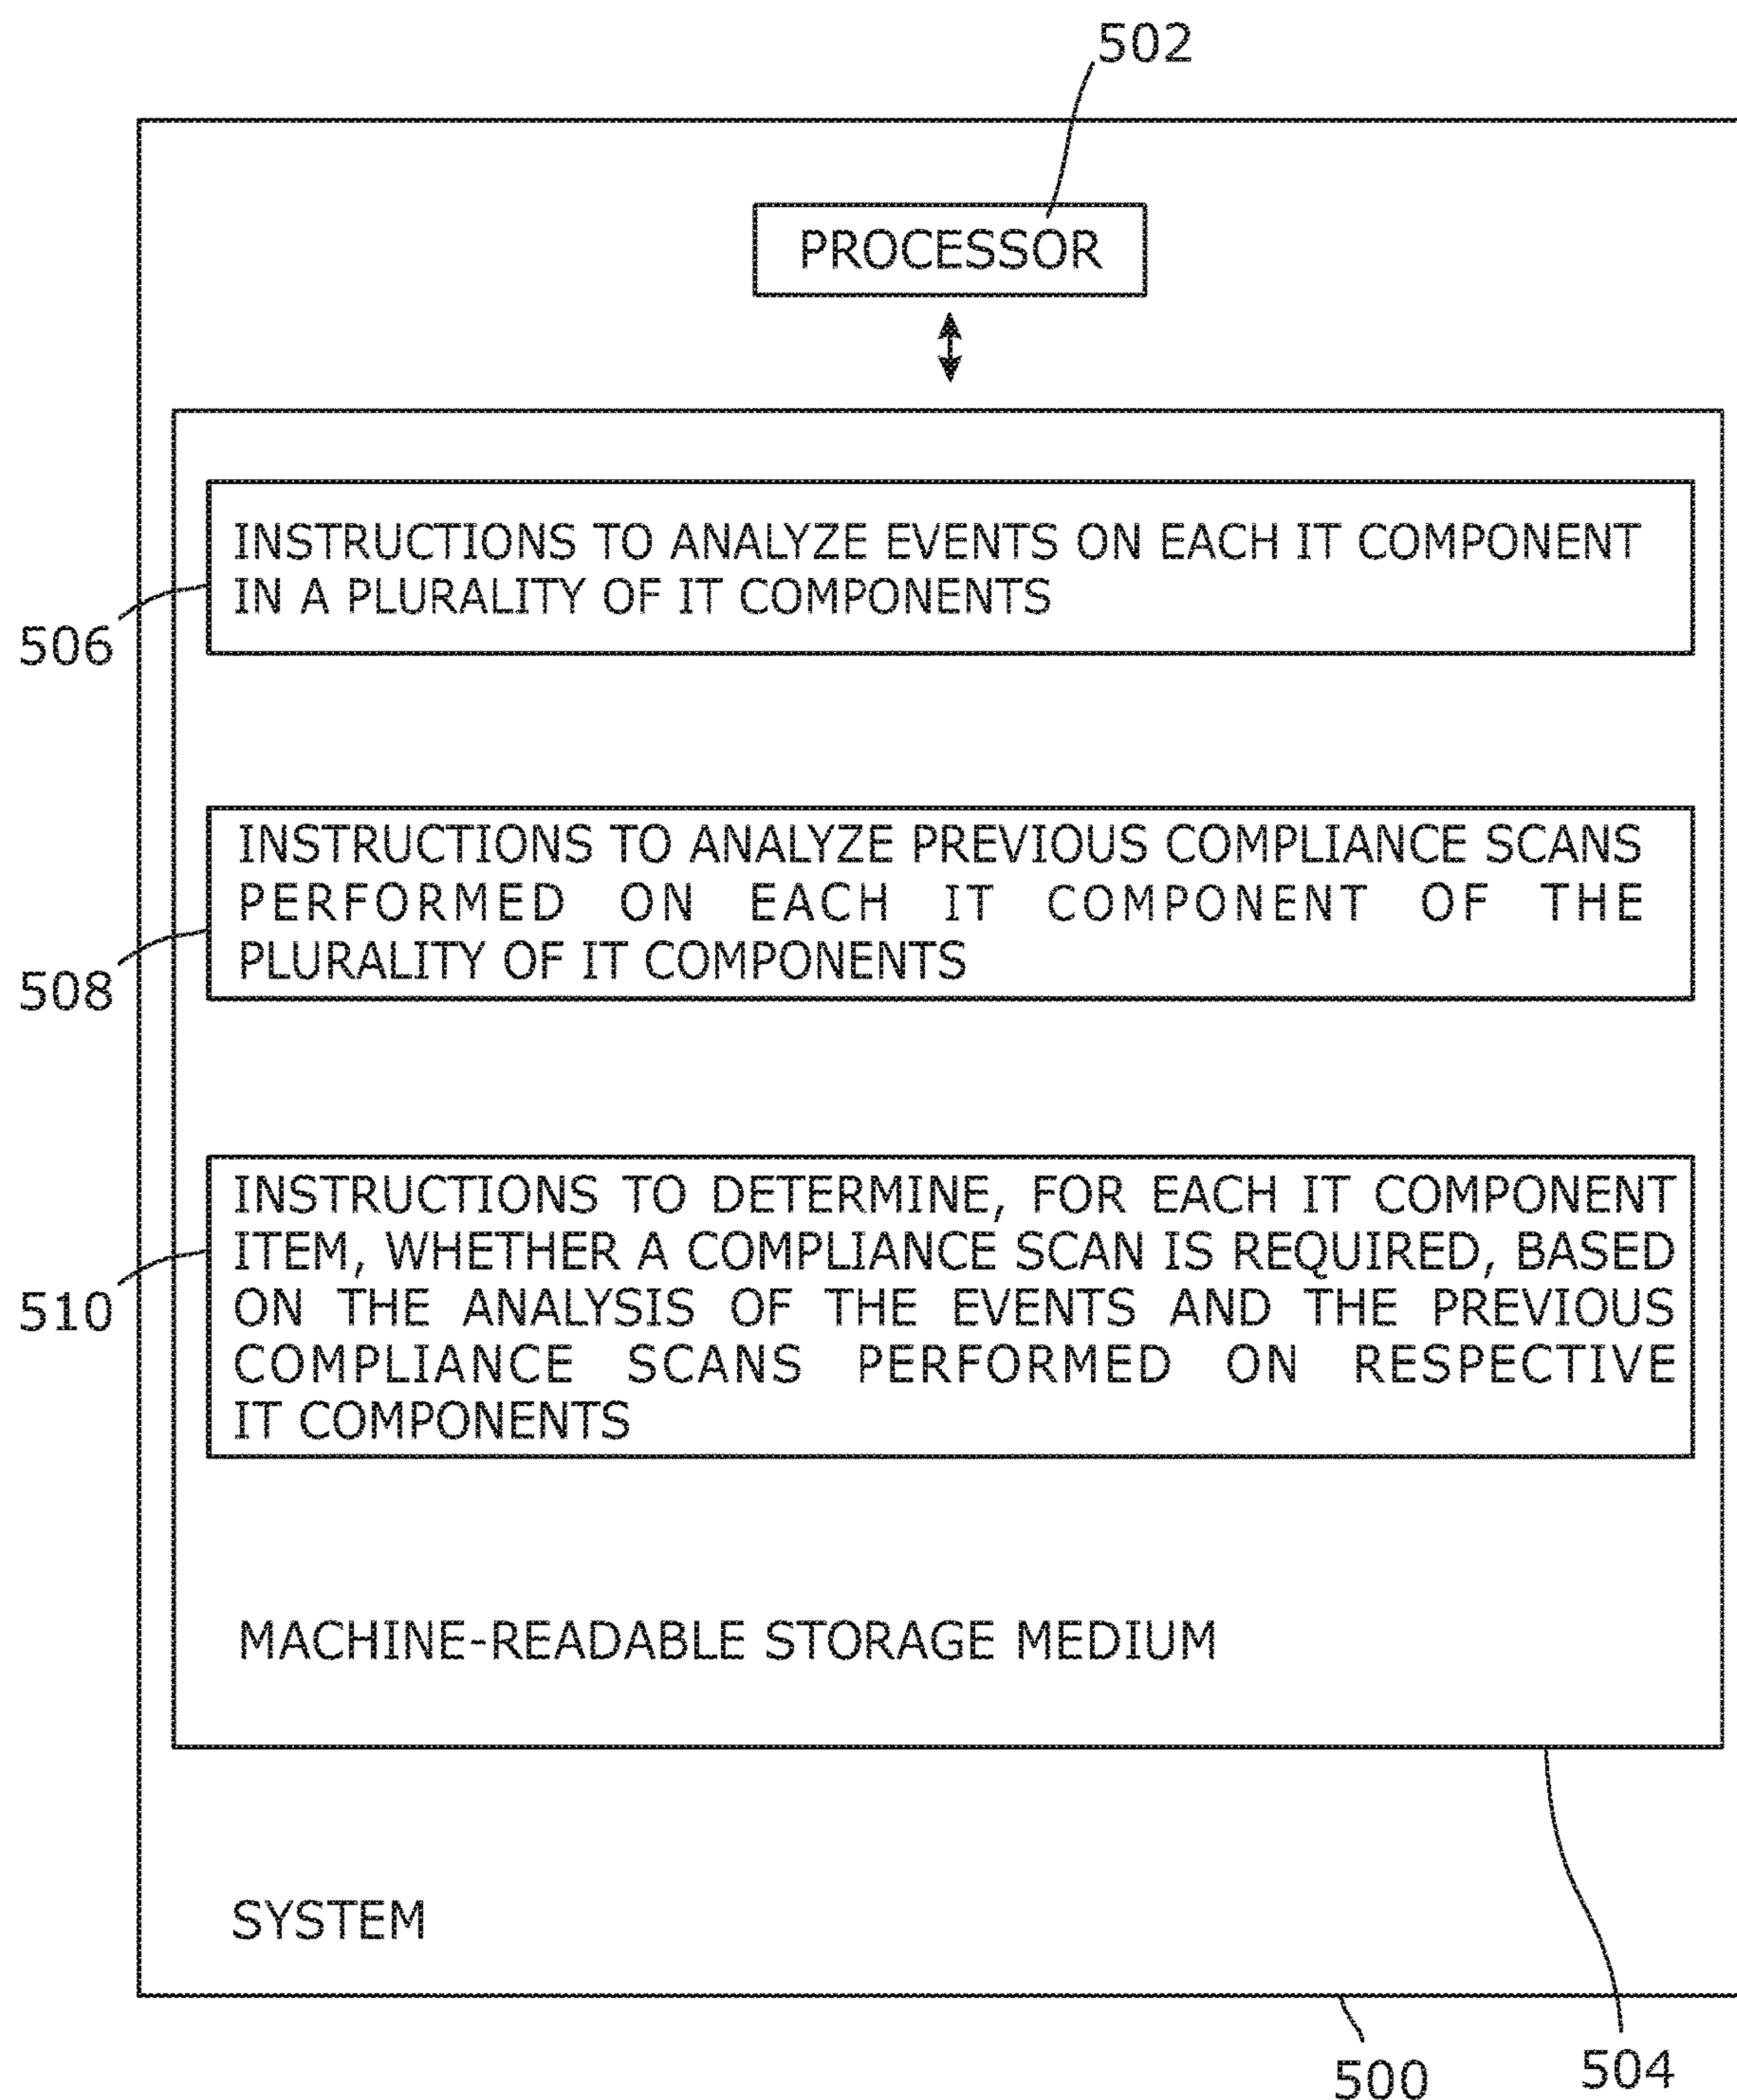 502
PROCESSOR
INSTRUCTIONS TO ANALYZE EVENTS ON EACH IT COMPONENT
IN A PLURALITY OF IT COMPONENTS
506
INSTRUCTIONS TO ANALYZE PREVIOUS COMPLIANCE SCANS
PERFORMED ON EACH IT COMPONENT OF THE
PLURALITY OF IT COMPONENTS
508
INSTRUCTIONS TO DETERMINE, FOR EACH IT COMPONENT
ITEM, WHETHER A COMPLIANCE SCAN IS REQUIRED, BASED
ON THE ANALYSIS OF THE EVENTS AND THE PREVIOUS
COMPLIANCE SCANS PERFORMED ON RESPECTIVE
IT COMPONENTS
510
MACHINE-READABLE STORAGE MEDIUM
SYSTEM
500
504